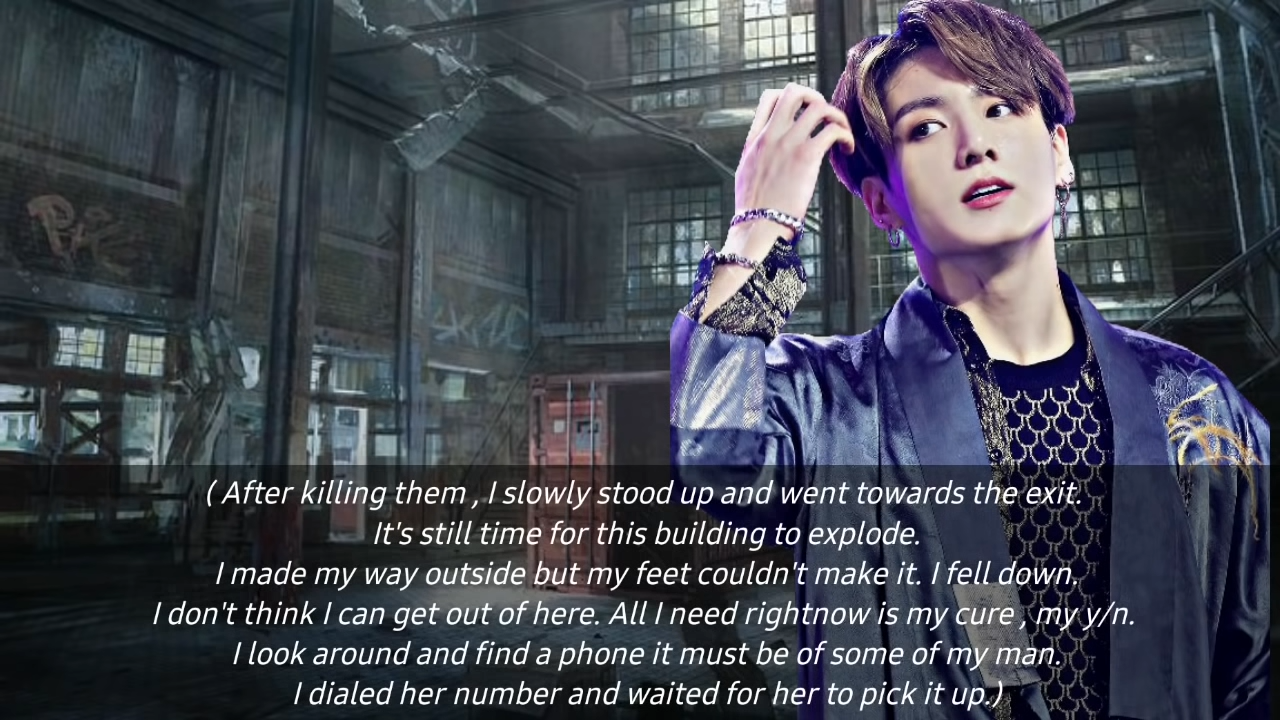 ( After killing them , I slowly stood up and went towards the exit.
It's still time for this building to explode.
I made my way outside but my feet couldn't make it. I fell down.
I don't think I can get out of here. All I need rightnow is my cure , my y/n.
I look around and find a phone it must be of some of my man.
I dialed her number and waited for her to pick it up.)